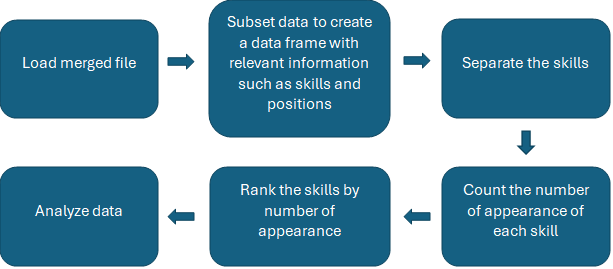 Load merged file
Subset data to create
a data frame with
relevant information
such as skills and
positions
Separate the skills
Count the number
of appearance of
each skill
Rank the skills by
number of
appearance
Analyze data